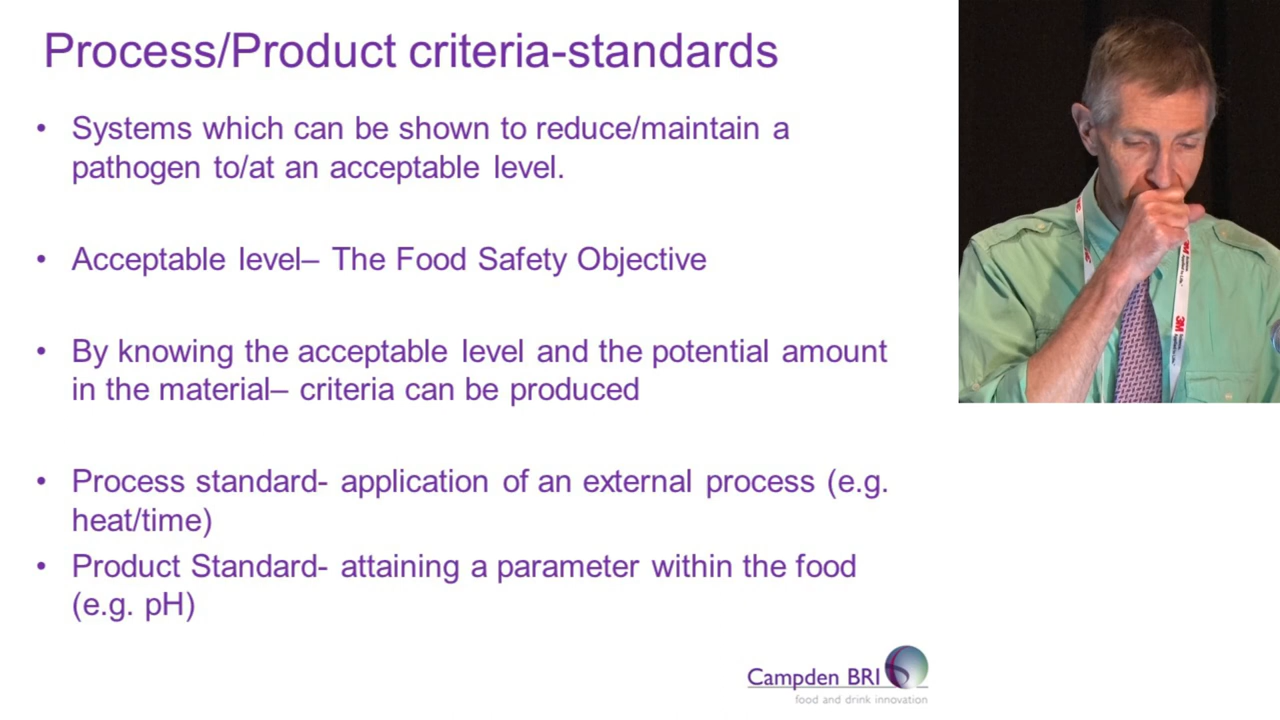 Process/Product criteria-standards
• Systems which can be shown to reduce/maintain a
pathogen to/at an acceptable level.
• Acceptable level– The Food Safety Objective
• By knowing the acceptable level and the potential amount
in the material– criteria can be produced
• Process standard- application of an external process (e.g.
heat/time)
• Product Standard- attaining a parameter within the food
(e.g. pH)
Campden BRI
food and drink innovation
3M